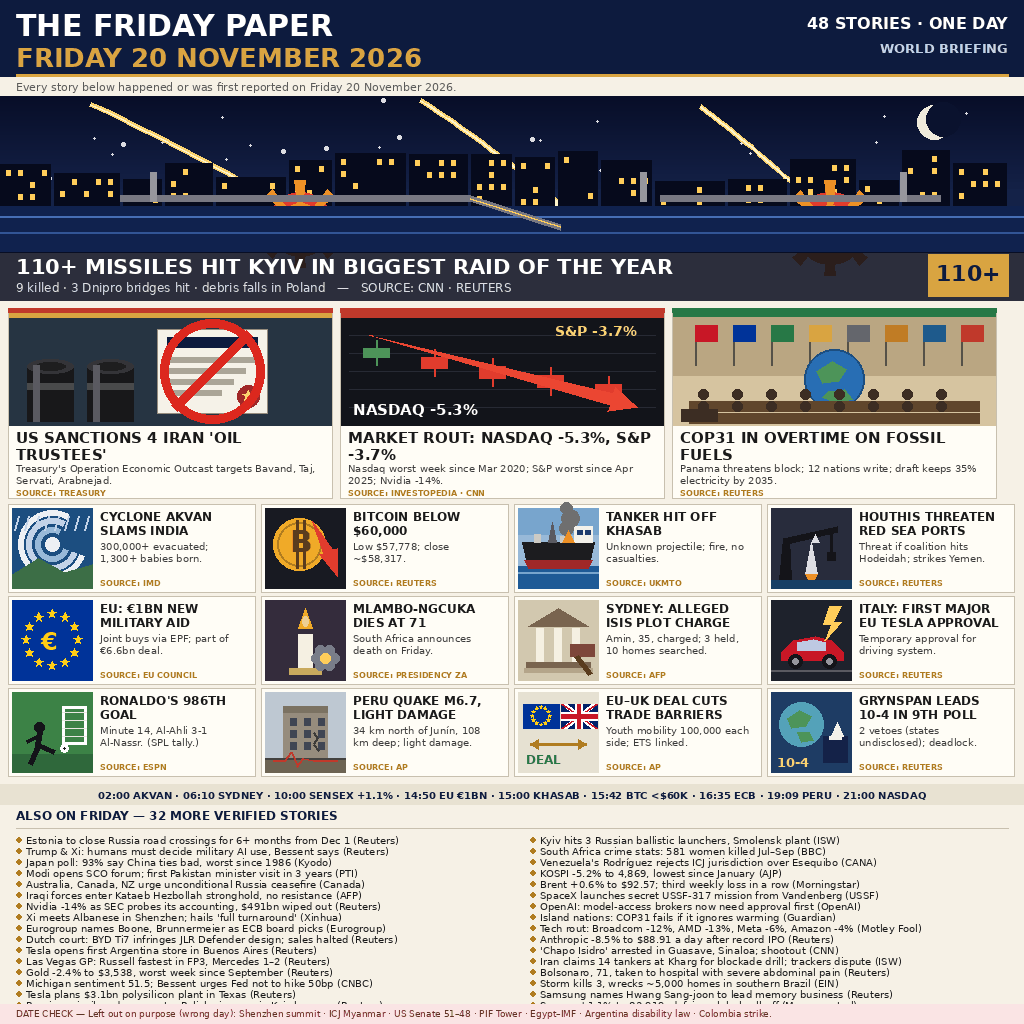 THE FRIDAY PAPER
48 STORIES · ONE DAY
FRIDAY 20 NOVEMBER 2026
WORLD BRIEFING
Every story below happened or was first reported on Friday 20 November 2026.
110+ MISSILES HIT KYIV IN BIGGEST RAID OF THE YEAR
9 killed · 3 Dnipro bridges hit · debris falls in Poland — SOURCE: CNN · REUTERS
110+
US SANCTIONS 4 IRAN 'OIL
TRUSTEES'
Treasury's Operation Economic Outcast targets Bavand, Taj,
Servati, Arabnejad.
SOURCE: TREASURY
S&P -3.7%
NASDAQ -5.3%
MARKET ROUT: NASDAQ -5.3%, S&P
-3.7%
Nasdaq worst week since Mar 2020; S&P worst since Apr
2025; Nvidia -14%.
SOURCE: INVESTOPEDIA · CNN
COP31 IN OVERTIME ON FOSSIL
FUELS
Panama threatens block; 12 nations write; draft keeps 35%
electricity by 2035.
SOURCE: REUTERS
CYCLONE AKVAN
SLAMS INDIA
300,000+ evacuated;
1,300+ babies born.
SOURCE: IMD
B
BITCOIN BELOW
$60,000
Low $57,778; close
~$58,317.
SOURCE: REUTERS
TANKER HIT OFF
KHASAB
Unknown projectile; fire, no
casualties.
SOURCE: UKMTO
HOUTHIS THREATEN
RED SEA PORTS
Threat if coalition hits
Hodeidah; strikes Yemen.
SOURCE: REUTERS
€
EU: €1BN NEW
MILITARY AID
Joint buys via EPF; part of
€6.6bn deal.
SOURCE: EU COUNCIL
MLAMBO-NGCUKA
DIES AT 71
South Africa announces
death on Friday.
SOURCE: PRESIDENCY ZA
SYDNEY: ALLEGED
ISIS PLOT CHARGE
Amin, 35, charged; 3 held,
10 homes searched.
SOURCE: AFP
ITALY: FIRST MAJOR
EU TESLA APPROVAL
Temporary approval for
driving system.
SOURCE: REUTERS
RONALDO'S 986TH
GOAL
Minute 14, Al-Ahli 3-1
Al-Nassr. (SPL tally.)
SOURCE: ESPN
PERU QUAKE M6.7,
LIGHT DAMAGE
34 km north of Junín, 108
km deep; light damage.
SOURCE: AP
DEAL
EU–UK DEAL CUTS
TRADE BARRIERS
Youth mobility 100,000 each
side; ETS linked.
SOURCE: AP
10-4
GRYNSPAN LEADS
10-4 IN 9TH POLL
2 vetoes (states
undisclosed); deadlock.
SOURCE: REUTERS
02:00 AKVAN · 06:10 SYDNEY · 10:00 SENSEX +1.1% · 14:50 EU €1BN · 15:00 KHASAB · 15:42 BTC <$60K · 16:35 ECB · 19:09 PERU · 21:00 NASDAQ
ALSO ON FRIDAY — 32 MORE VERIFIED STORIES
Estonia to close Russia road crossings for 6+ months from Dec 1 (Reuters)
Trump & Xi: humans must decide military AI use, Bessent says (Reuters)
Japan poll: 93% say China ties bad, worst since 1986 (Kyodo)
Modi opens SCO forum; first Pakistan minister visit in 3 years (PTI)
Australia, Canada, NZ urge unconditional Russia ceasefire (Canada)
Iraqi forces enter Kataeb Hezbollah stronghold, no resistance (AFP)
Nvidia -14% as SEC probes its accounting, $491bn wiped out (Reuters)
Xi meets Albanese in Shenzhen; hails 'full turnaround' (Xinhua)
Eurogroup names Boone, Brunnermeier as ECB board picks (Eurogroup)
Dutch court: BYD Ti7 infringes JLR Defender design; sales halted (Reuters)
Tesla opens first Argentina store in Buenos Aires (Reuters)
Las Vegas GP: Russell fastest in FP3, Mercedes 1–2 (Reuters)
Gold -2.4% to $3,538, worst week since September (Reuters)
Michigan sentiment 51.5; Bessent urges Fed not to hike 50bp (CNBC)
Tesla plans $3.1bn polysilicon plant in Texas (Reuters)
Kyiv hits 3 Russian ballistic launchers, Smolensk plant (ISW)
South Africa crime stats: 581 women killed Jul–Sep (BBC)
Venezuela's Rodríguez rejects ICJ jurisdiction over Esequibo (CANA)
KOSPI -5.2% to 4,869, lowest since January (AJP)
Brent +0.6% to $92.57; third weekly loss in a row (Morningstar)
SpaceX launches secret USSF-317 mission from Vandenberg (USSF)
OpenAI: model-access brokers now need approval first (OpenAI)
Island nations: COP31 fails if it ignores warming (Guardian)
Tech rout: Broadcom -12%, AMD -13%, Meta -6%, Amazon -4% (Motley Fool)
Anthropic -8.5% to $88.91 a day after record IPO (Reuters)
'Chapo Isidro' arrested in Guasave, Sinaloa; shootout (CNN)
Iran claims 14 tankers at Kharg for blockade drill; trackers dispute (ISW)
Bolsonaro, 71, taken to hospital with severe abdominal pain (Reuters)
Storm kills 3, wrecks ~5,000 homes in southern Brazil (EIN)
Samsung names Hwang Sang-joon to lead memory business (Reuters)
DATE CHECK — Left out on purpose (wrong day): Shenzhen summit · ICJ Myanmar · US Senate 51–48 · PIF Tower · Egypt–IMF · Argentina disability law · Colombia strike.